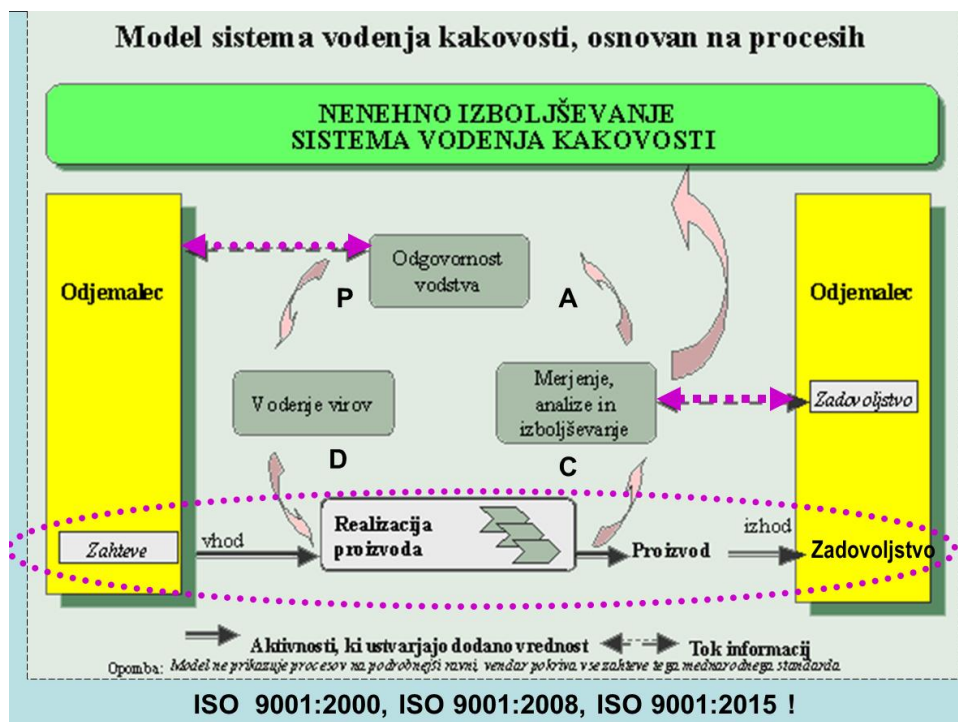 Model sistema vodenja kakovosti, osnovan na procesih
NENEHNO IZBOLJŠEVANJE
SISTEMA VODENJA KAKOVOSTI
Odjemalec
Odgovornost
vodstva
P
A
Odjemalec
Vodenje virov
Merjenje,
analize in
izboljševanje
Zadovoljstvo
D
C
Zahteve
vhod
Realizacija
proizvoda
Proizvod
izhod
Zadovoljstvo
Aktivnosti, ki ustvarjajo dodano vrednost
Tok informacij
Opomba: Model ne prikazuje procesov na podrobnejši ravni, vendar pokriva vse zahteve tega mednarodnega standarda
ISO 9001:2000, ISO 9001:2008, ISO 9001:2015 !